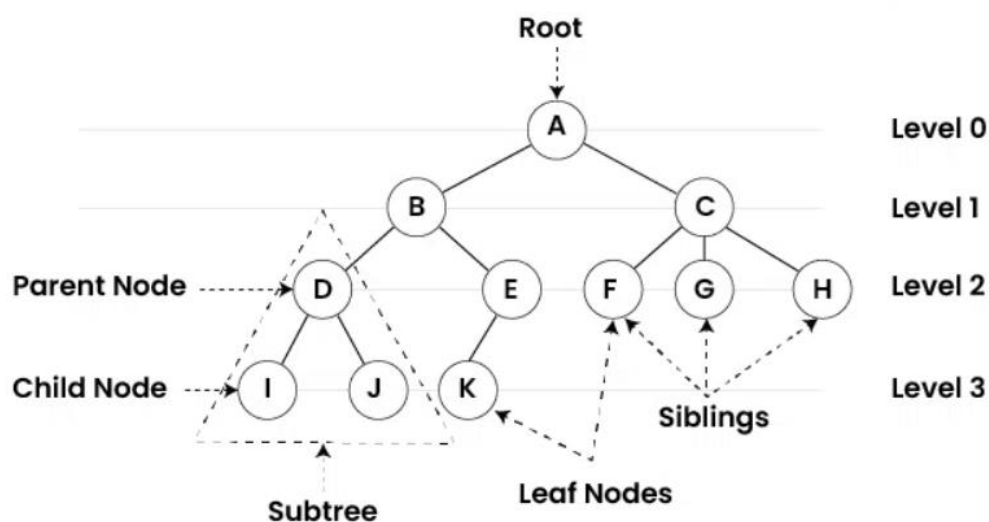 Root
A
Level 0
B
C
Level 1
Parent Node
D
E
F
G
H
Level 2
Child Node
I
J
K
Level 3
Siblings
Leaf Nodes
Subtree